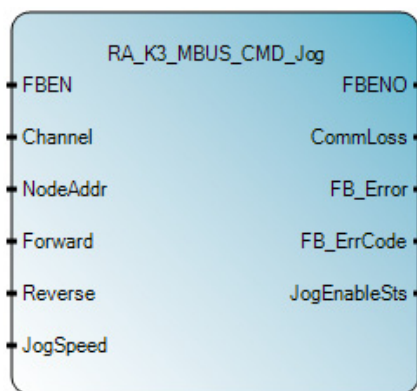 RA_K3_MBUS_CMD_Jog
FBEN FBENO
Channel CommLoss
NodeAddr FB_Error
Forward FB_ErrCode
Reverse JogEnableSts
JogSpeed